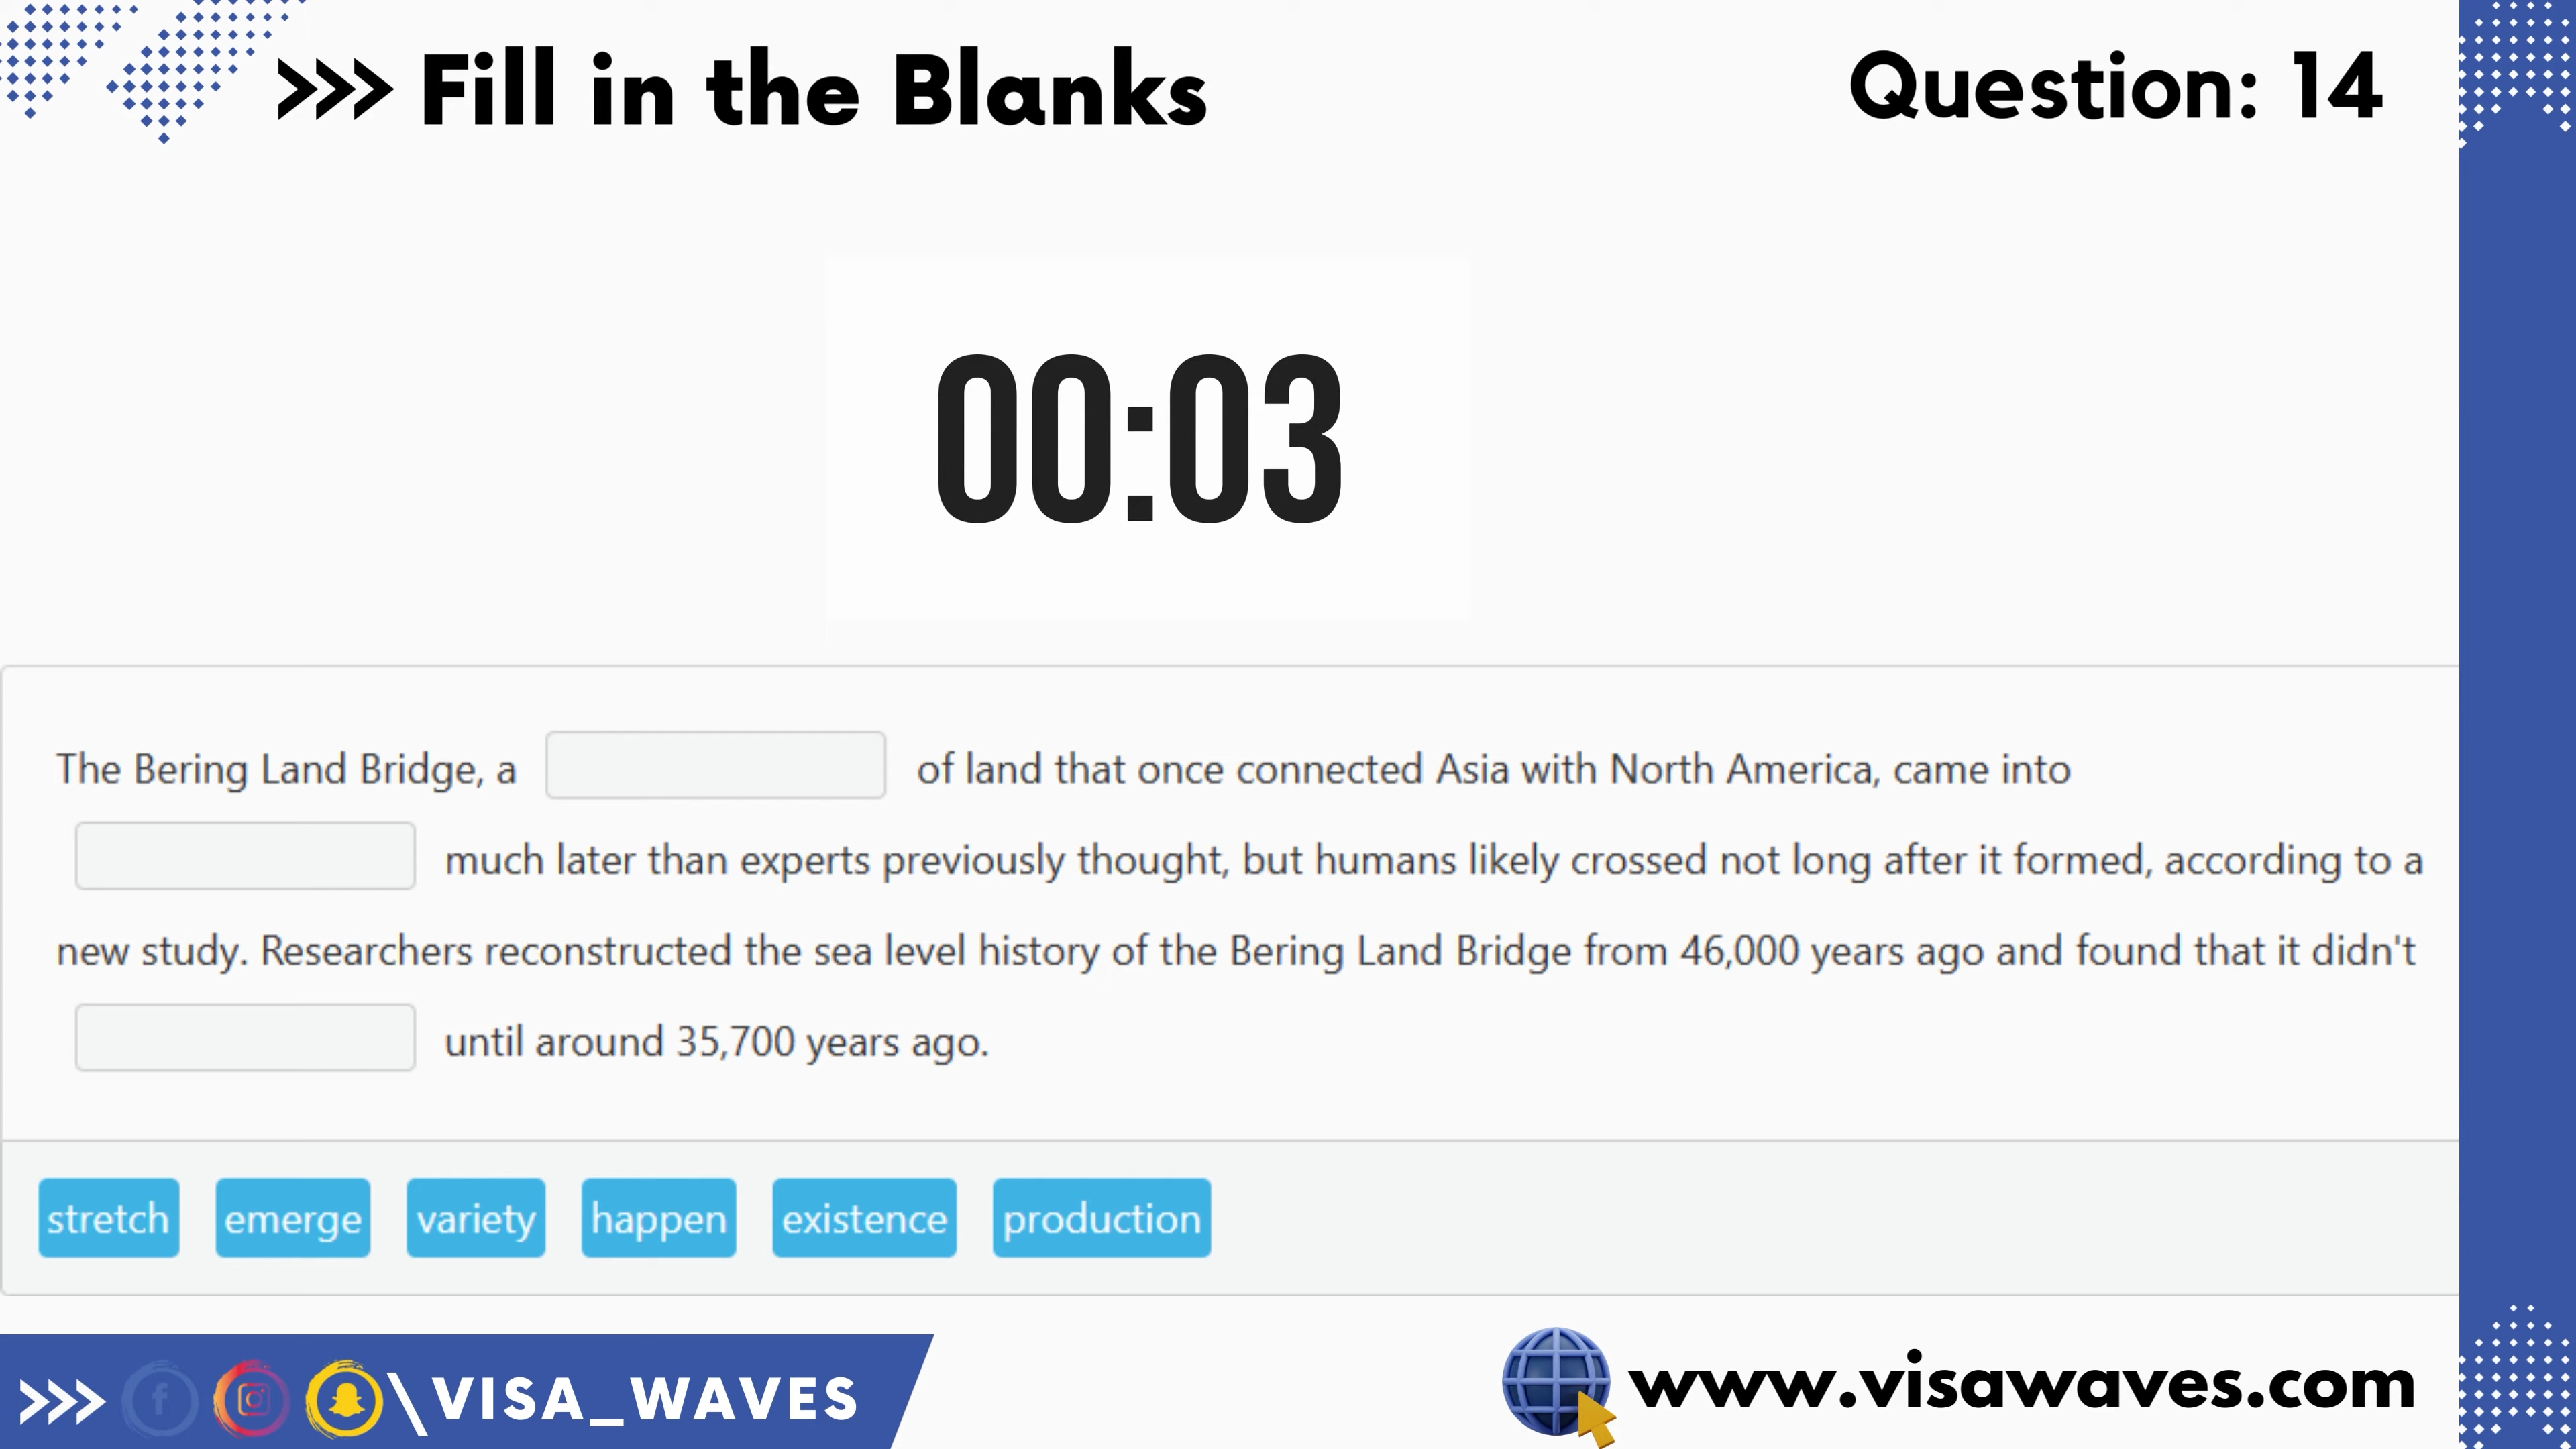 >>> Fill in the Blanks
Question: 14
00:03
The Bering Land Bridge, a
of land that once connected Asia with North America, came into
much later than experts previously thought, but humans likely crossed not long after it formed, according to a
new study. Researchers reconstructed the sea level history of the Bering Land Bridge from 46,000 years ago and found that it didn't
until around 35,700 years ago.
stretch emerge variety happen existence production
>>> f \VISA_WAVES
www.visawaves.com